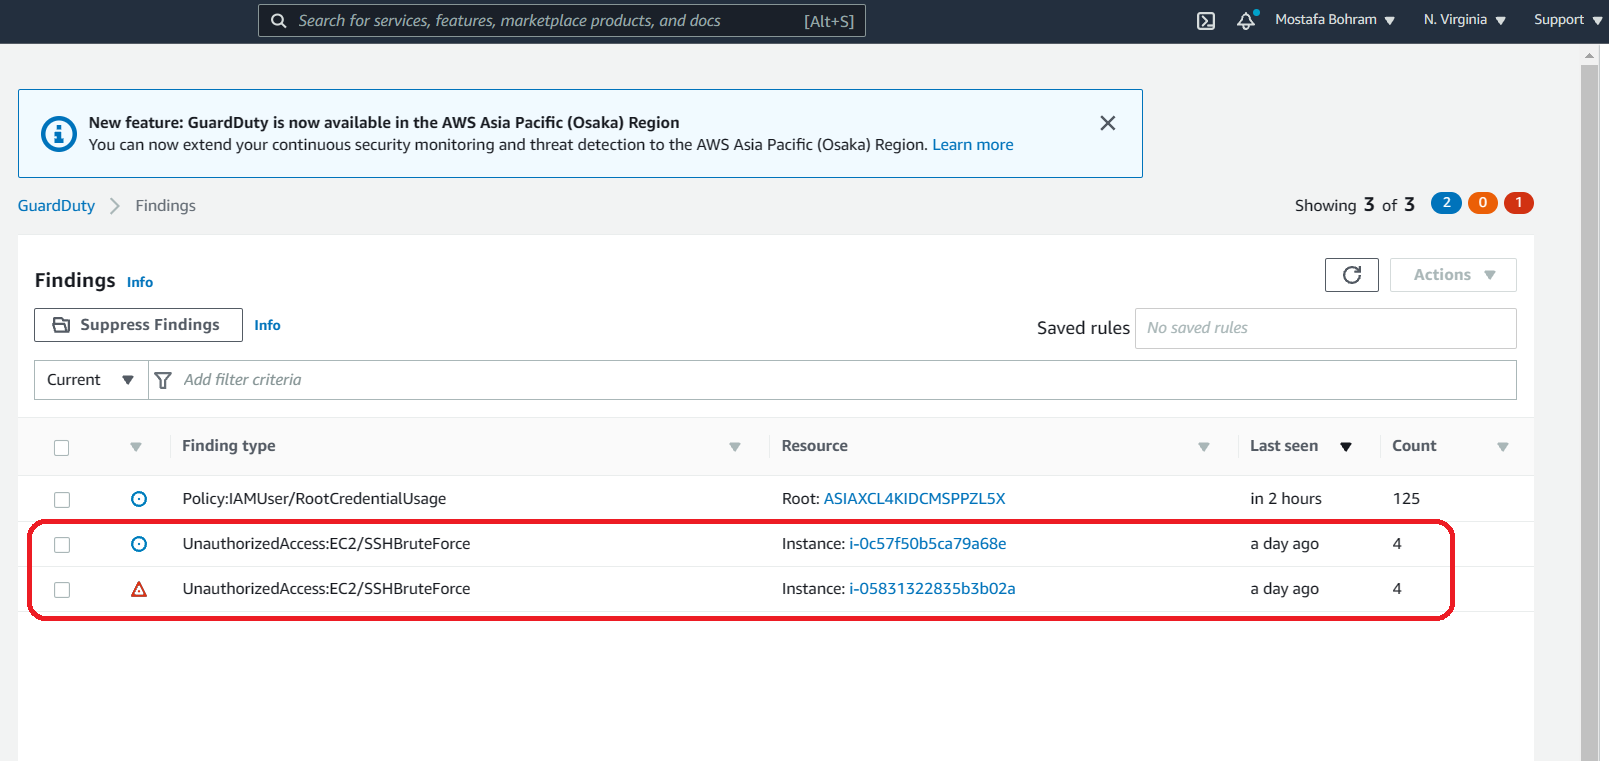 Search for services, features, marketplace products, and docs [Alt+S] Mostafa Bohram N. Virginia Support
New feature: GuardDuty is now available in the AWS Asia Pacific (Osaka) Region
You can now extend your continuous security monitoring and threat detection to the AWS Asia Pacific (Osaka) Region. Learn more
GuardDuty Findings Showing 3 of 3 2 0 1
Findings Info Actions
Suppress Findings Info Saved rules No saved rules
Current Add filter criteria
Finding type Resource Last seen Count
Policy:IAMUser/RootCredentialUsage Root: ASIAXCL4KIDCMSPPZL5X in 2 hours 125
UnauthorizedAccess:EC2/SSHBruteForce Instance: i-0c57f50b5ca79a68e a day ago 4
UnauthorizedAccess:EC2/SSHBruteForce Instance: i-05831322835b3b02a a day ago 4